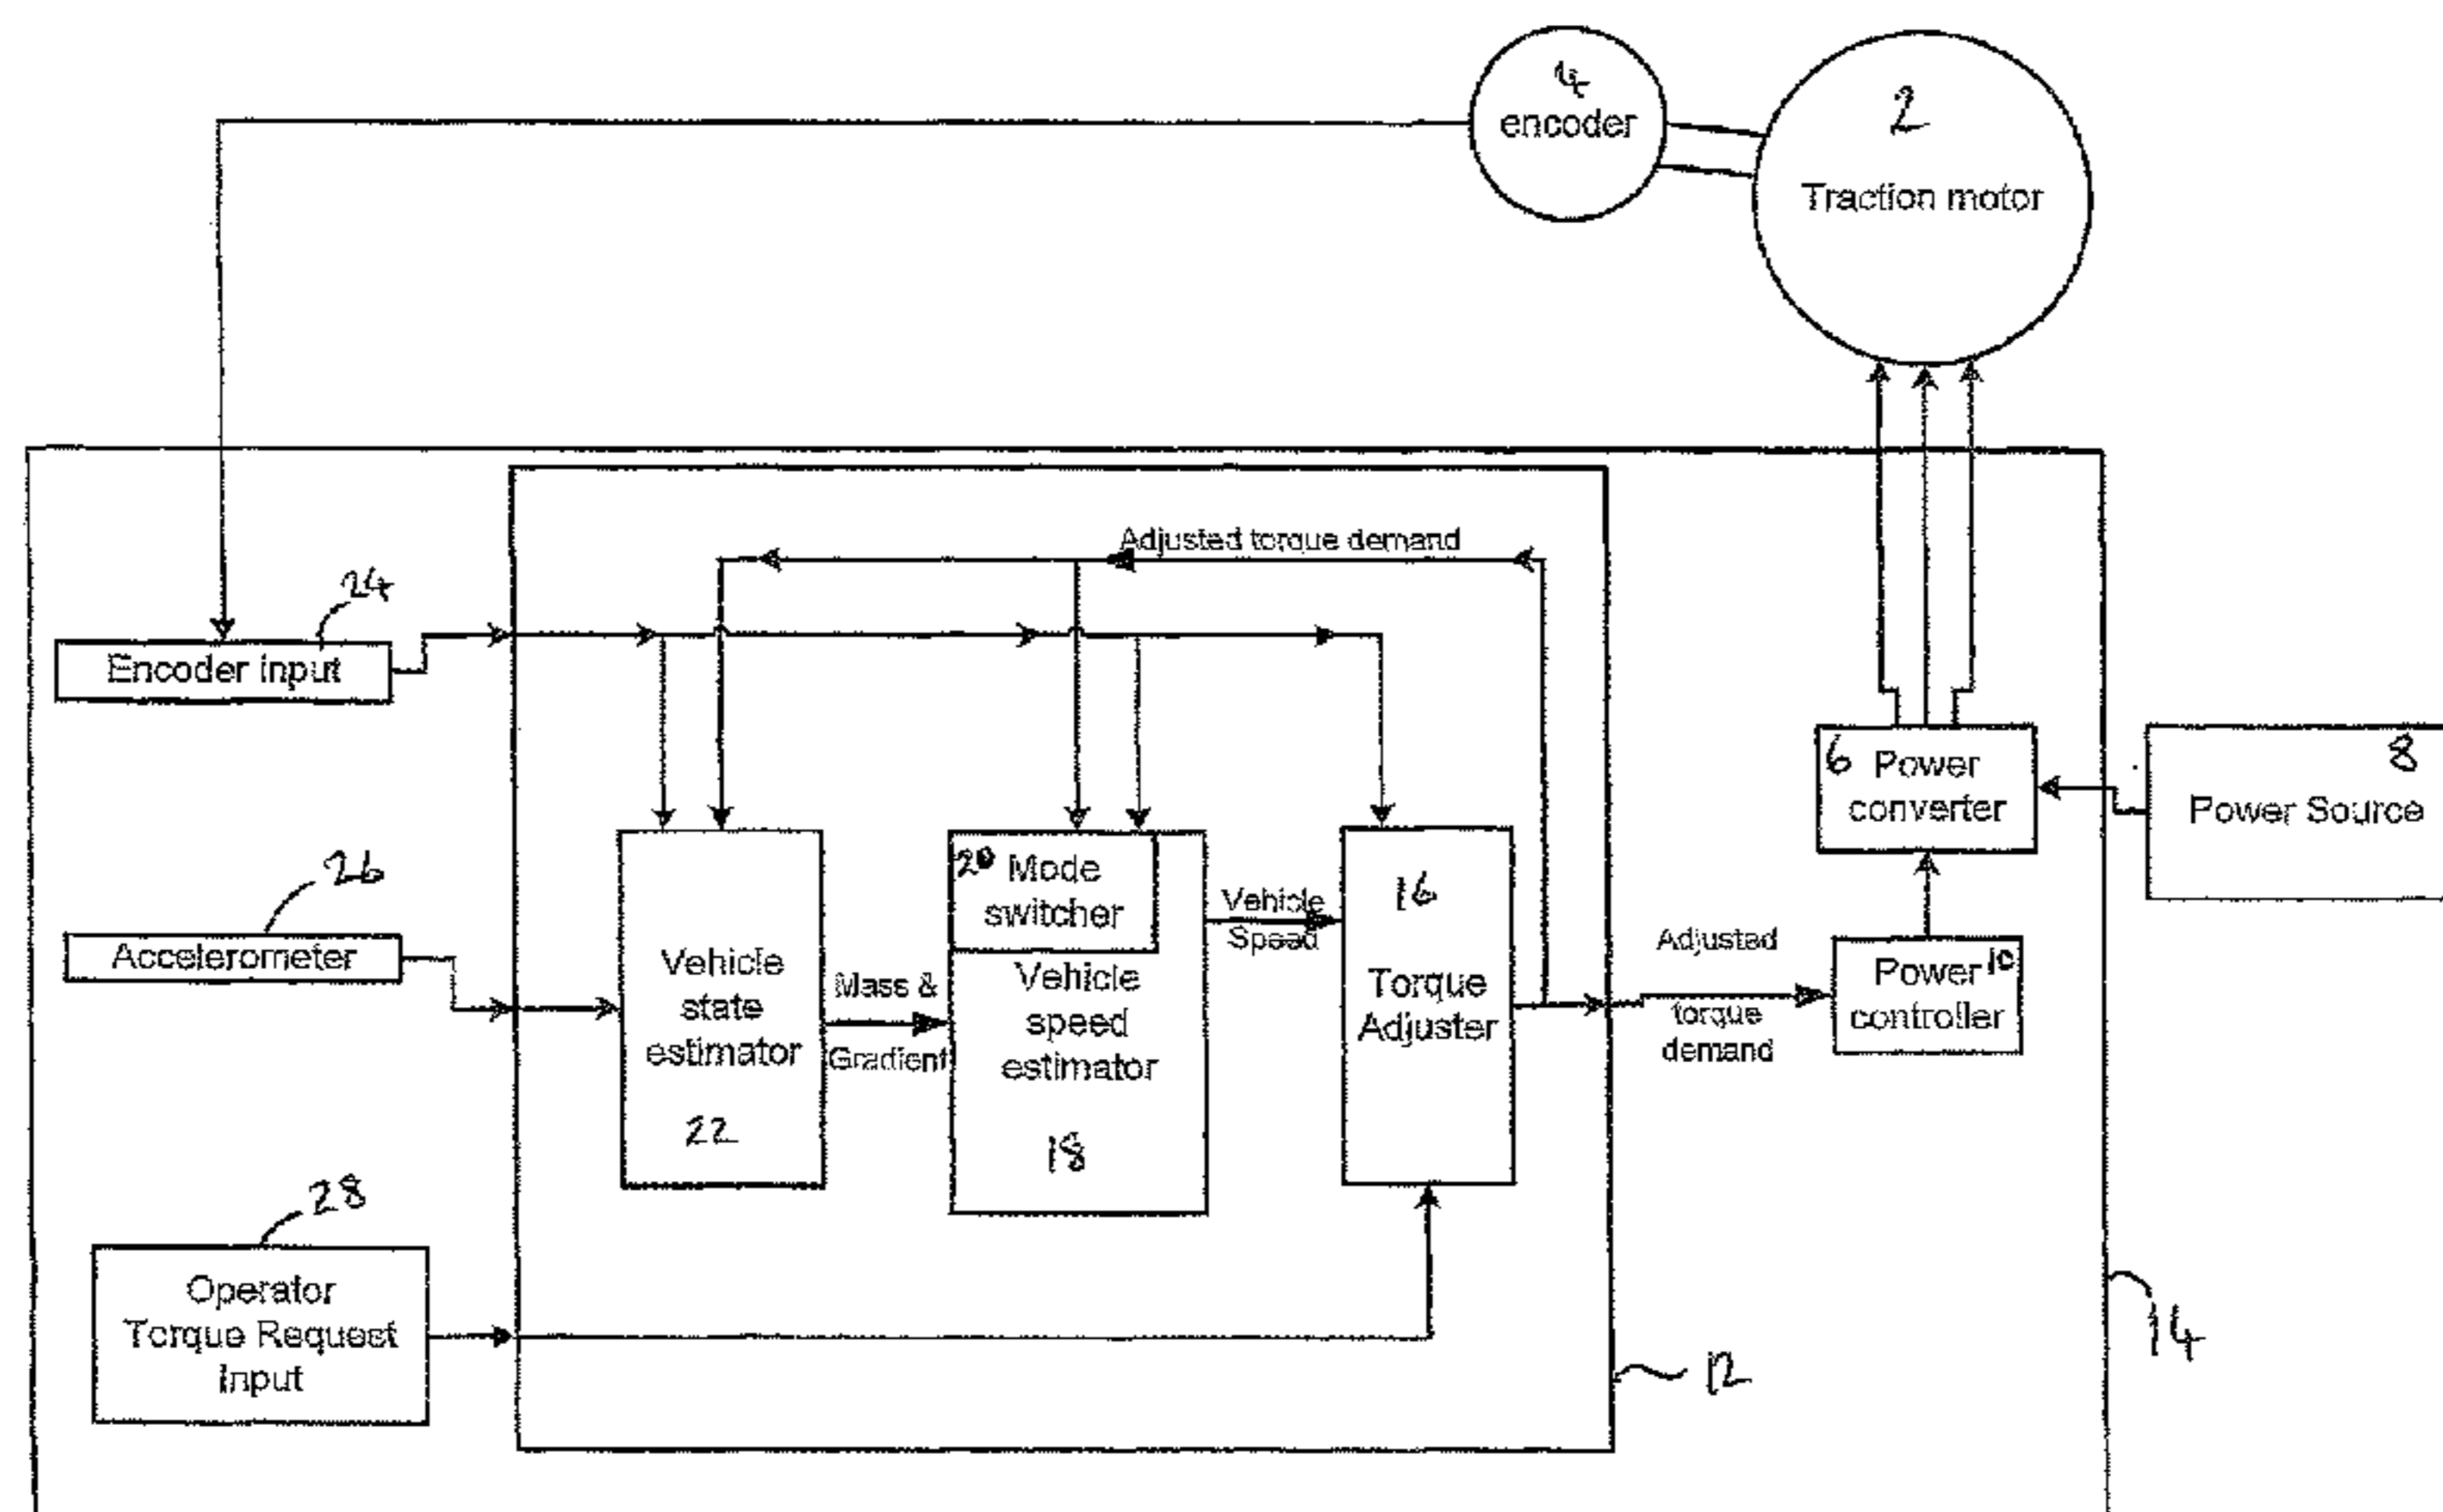 4
encoder
2
Traction motor
Adjusted torque demand
24
Encoder input
6 Power
converter
8
Power Source
26
Accelerometer
20 Mode
switcher
Vehicle
speed
estimator
18
Vehicle
state
estimator
22
Mass &
Gradient
Vehicle
Speed
16
Torque
Adjuster
Adjusted
torque
demand
Power 10
controller
28
Operator
Torque Request
Input
12
14